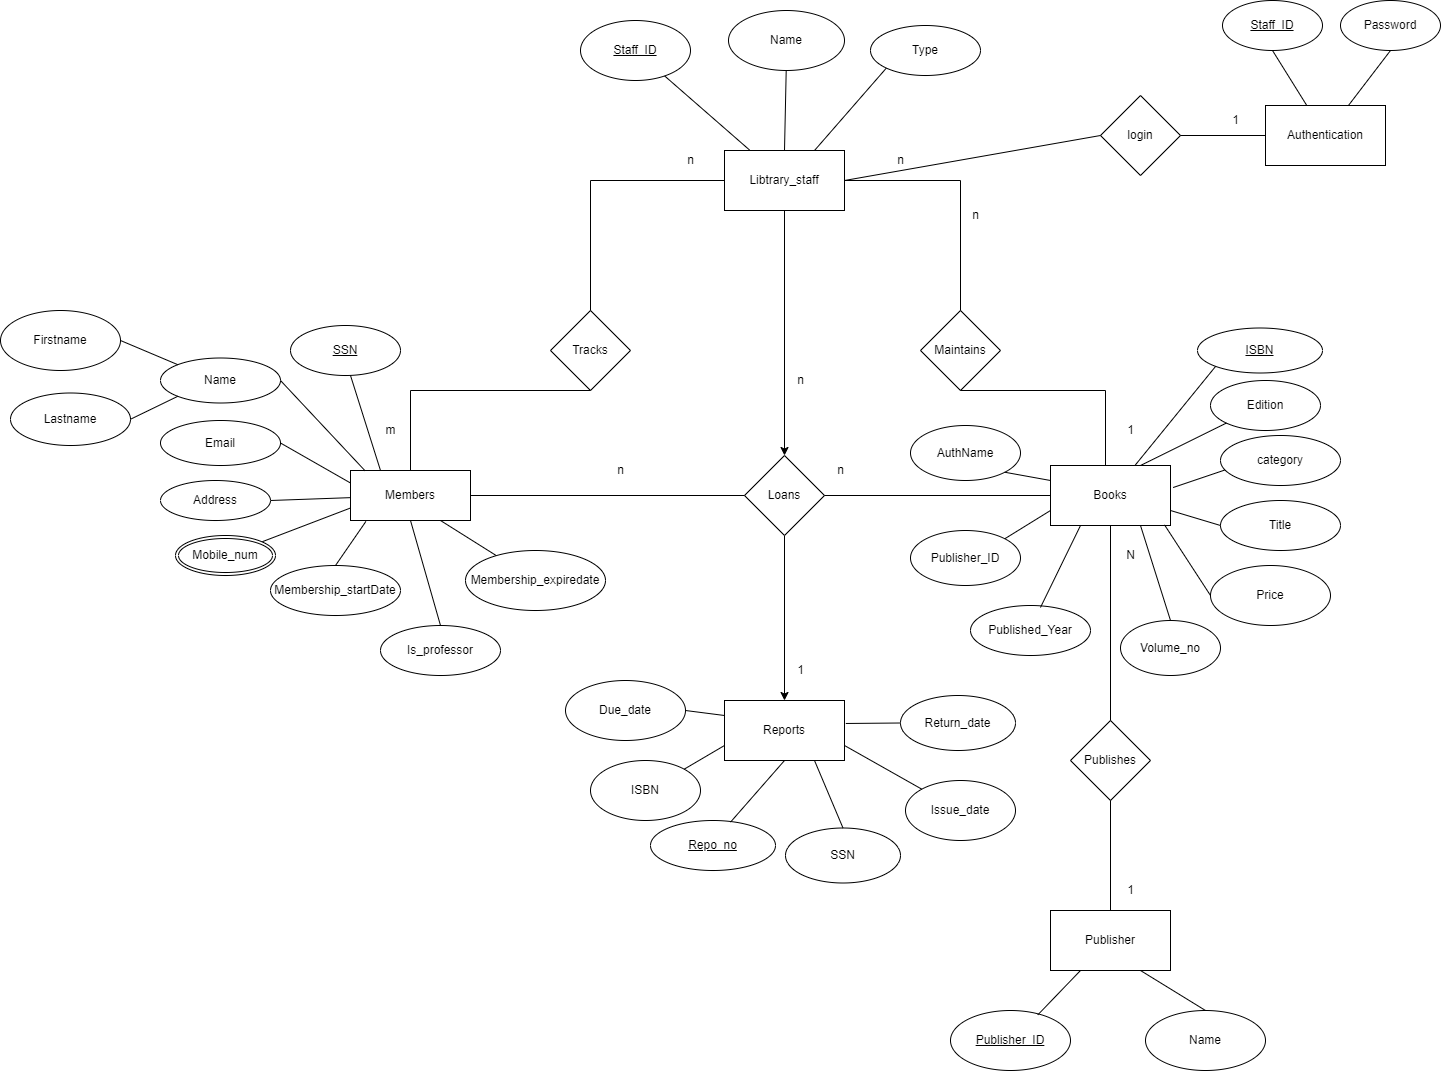 Staff_ID
Name
Type
Staff_ID
Password
login
1
Authentication
n
Libtrary_staff
n
n
Tracks
Maintains
n
Firstname
Lastname
Name
SSN
Email
Address
Mobile_num
Membership_startDate
Is_professor
Membership_expiredate
m
Members
n
Loans
n
1
AuthName
Books
ISBN
Edition
category
Title
Price
Publisher_ID
Published_Year
Volume_no
N
1
Due_date
Reports
Return_date
ISBN
Repo_no
SSN
Issue_date
Publishes
1
Publisher
Publisher_ID
Name